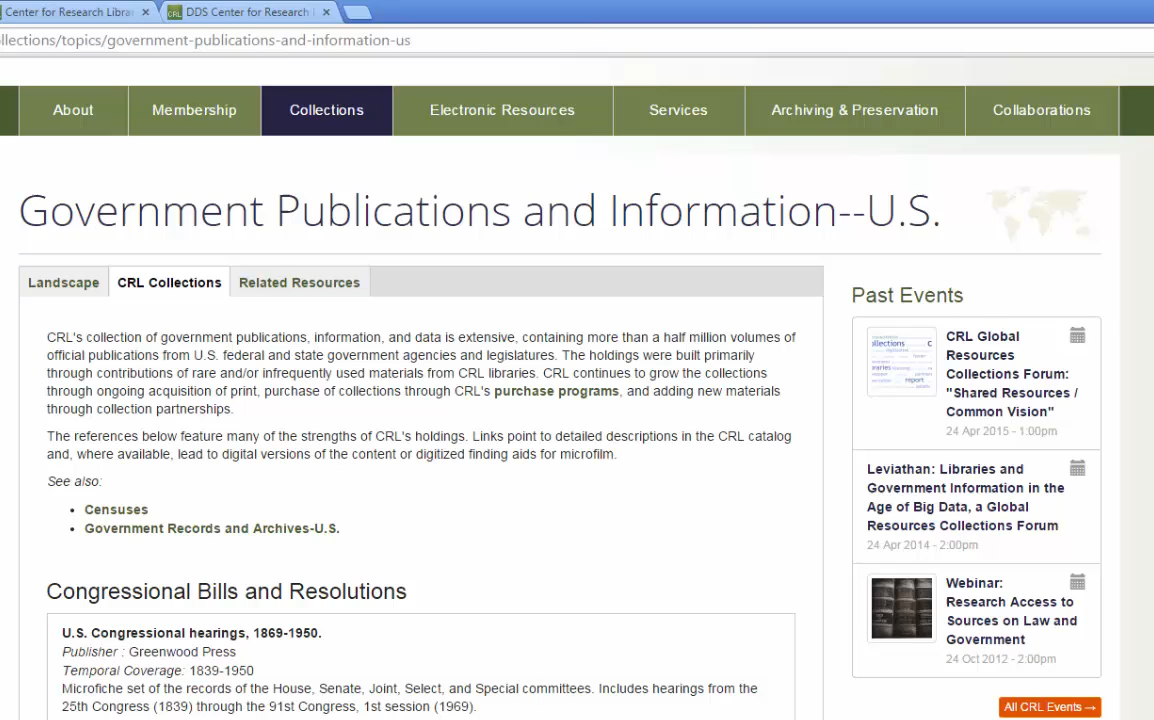 Center for Research Librar
CRL DDS Center for Research
llections/topics/government-publications-and-information-us
About Membership Collections Electronic Resources Services Archiving & Preservation Collaborations
Government Publications and Information--U.S.
Landscape CRL Collections Related Resources
CRL's collection of government publications, information, and data is extensive, containing more than a half million volumes of
official publications from U.S. federal and state government agencies and legislatures. The holdings were built primarily
through contributions of rare and/or infrequently used materials from CRL libraries. CRL continues to grow the collections
through ongoing acquisition of print, purchase of collections through CRL's purchase programs, and adding new materials
through collection partnerships.
The references below feature many of the strengths of CRL's holdings. Links point to detailed descriptions in the CRL catalog
and, where available, lead to digital versions of the content or digitized finding aids for microfilm.
See also:
Censuses
Government Records and Archives-U.S.
Congressional Bills and Resolutions
U.S. Congressional hearings, 1869-1950.
Publisher : Greenwood Press
Temporal Coverage: 1839-1950
Microfiche set of the records of the House, Senate, Joint, Select, and Special committees. Includes hearings from the
25th Congress (1839) through the 91st Congress, 1st session (1969).
Past Events
llections
report
CRL Global
Resources
Collections Forum:
"Shared Resources /
Common Vision"
24 Apr 2015 - 1:00pm
Leviathan: Libraries and
Government Information in the
Age of Big Data, a Global
Resources Collections Forum
24 Apr 2014 - 2:00pm
Webinar:
Research Access to
Sources on Law and
Government
24 Oct 2012 - 2:00pm
All CRL Events →